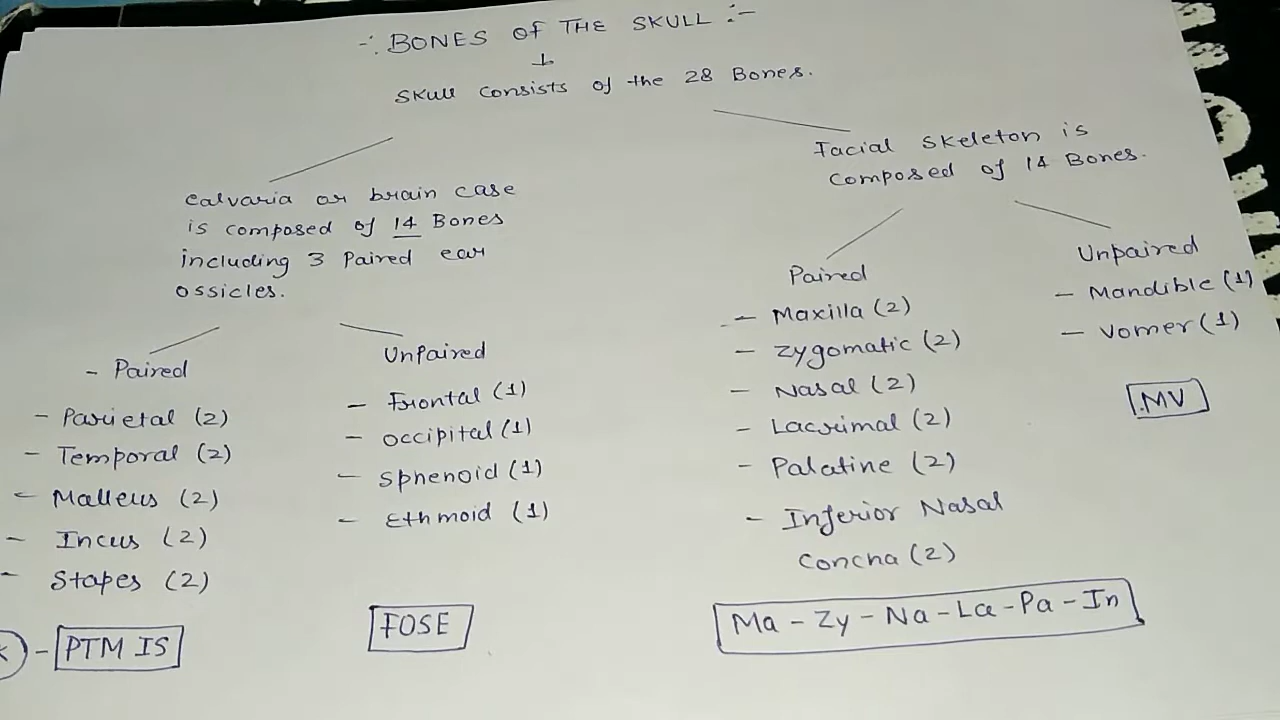 -: BONES OF THE SKULL :-
Skull consists of the 28 Bones.
calvaria or brain case
is composed of 14 Bones
including 3 Paired ear
ossicles.
- Paired
- Parietal (2)
- Temporal (2)
- Malleus (2)
- Incus (2)
- Stapes (2)
- PTM IS
Unpaired
- Frontal (1)
- Occipital (1)
- Sphenoid (1)
- Ethmoid (1)
FOSE
Facial skeleton is
composed of 14 Bones.
Paired
- Maxilla (2)
- Zygomatic (2)
- Nasal (2)
- Lacrimal (2)
- Palatine (2)
- Inferior Nasal
Concha (2)
Ma - Zy - Na - La - Pa - In
Unpaired
- Mandible (1)
- Vomer (1)
.MV